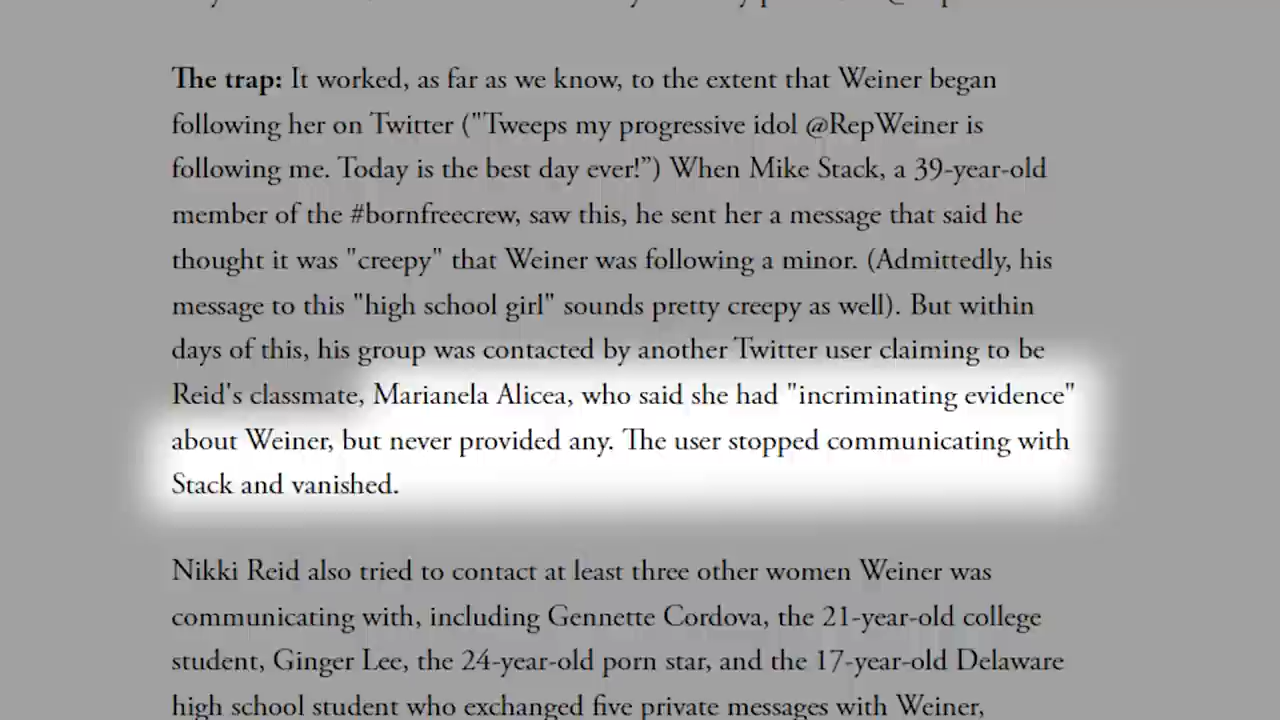 The trap: It worked, as far as we know, to the extent that Weiner began
following her on Twitter ("Tweeps my progressive idol @RepWeiner is
following me. Today is the best day ever!”) When Mike Stack, a 39-year-old
member of the #bornfreecrew, saw this, he sent her a message that said he
thought it was "creepy" that Weiner was following a minor. (Admittedly, his
message to this "high school girl" sounds pretty creepy as well). But within
days of this, his group was contacted by another Twitter user claiming to be
Reid's classmate, Marianela Alicea, who said she had "incriminating evidence"
about Weiner, but never provided any. The user stopped communicating with
Stack and vanished.
Nikki Reid also tried to contact at least three other women Weiner was
communicating with, including Gennette Cordova, the 21-year-old college
student, Ginger Lee, the 24-year-old porn star, and the 17-year-old Delaware
high school student who exchanged five private messages with Weiner,